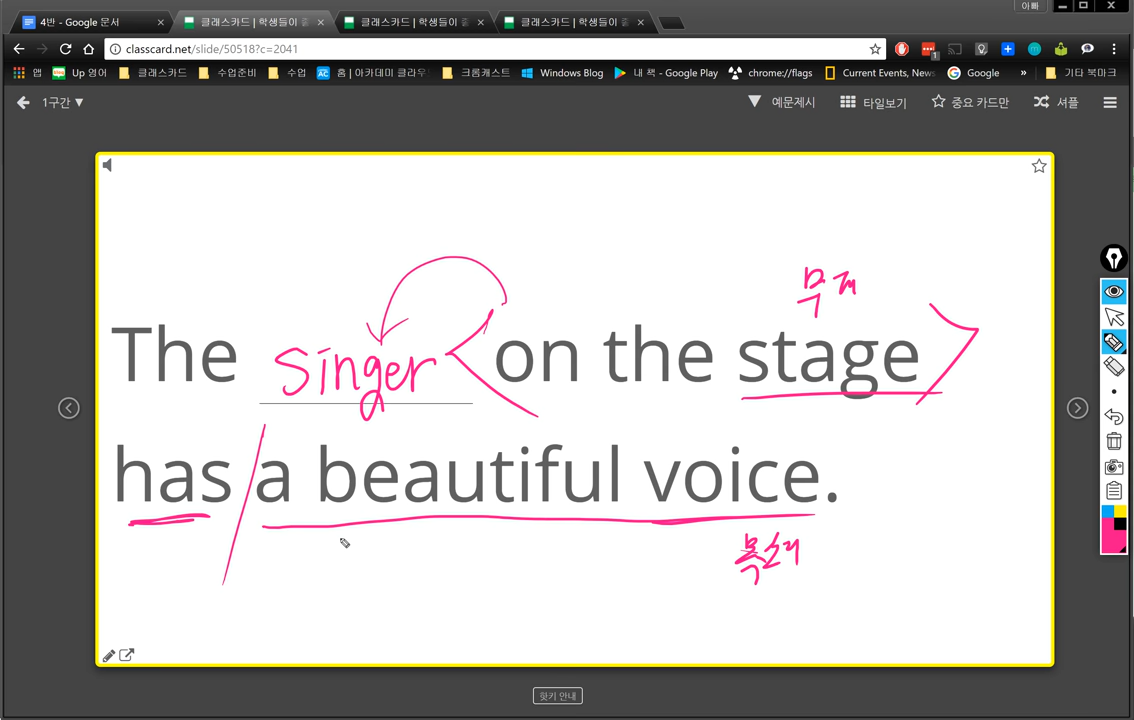 아빠
4반 - Google 문서
클래스카드 | 학생들이 좋
클래스카드 | 학생들이 좋
클래스카드 | 학생들이 좋
classcard.net/slide/50518?c=2041
앱 Up 영어 클래스카드 수업준비 수업 AC 홈 | 아카데미 클라우 크롬캐스트 Windows Blog 내 책 - Google Play chrome://flags Current Events, News Google » 기타 북마크
1구간 ▼ 예문제시 타일보기 중요 카드만 셔플
무대
The singer on the stage
has a beautiful voice.
목소리
핫키 안내